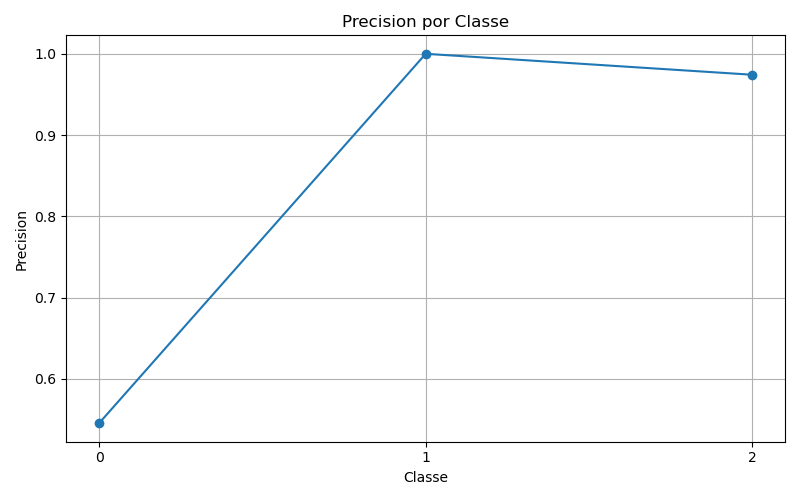 Precision por Classe
1.0
0.9
0.8
0.7
0.6
Precision
0
1
2
Classe